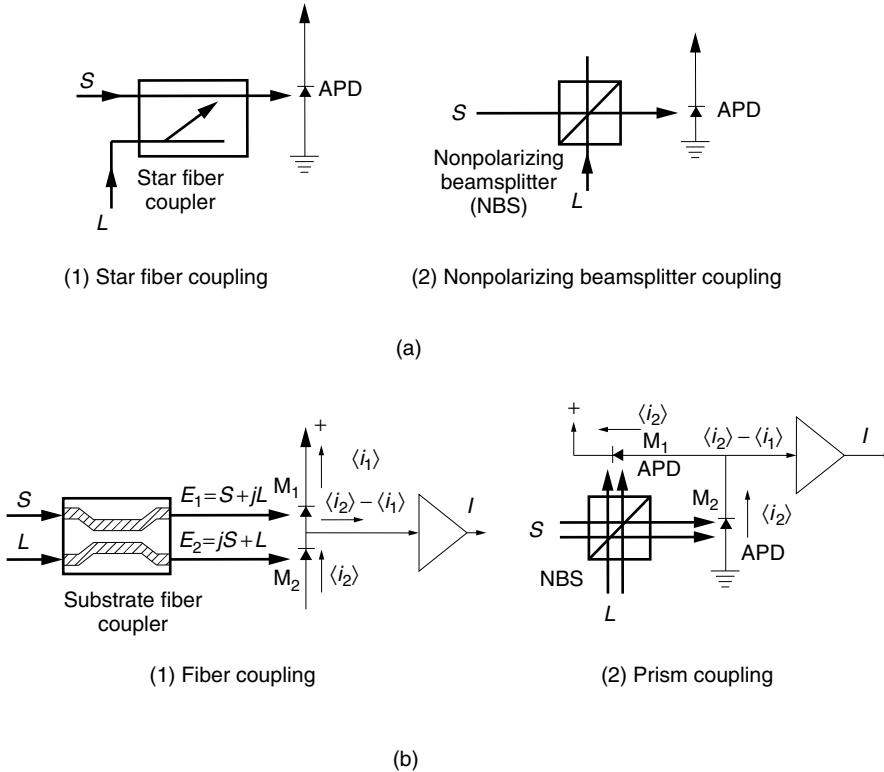 S
APD
Star fiber
coupler
L
(1) Star fiber coupling
S
APD
Nonpolarizing
beamsplitter
(NBS)
L
(2) Nonpolarizing beamsplitter coupling
(a)
+
⟨i₁⟩
S
E₁=S+jL
M₁
⟨i₂⟩ – ⟨i₁⟩
I
L
E₂=jS+L
M₂
⟨i₂⟩
Substrate fiber
coupler
(1) Fiber coupling
+
⟨i₂⟩
M₁
⟨i₂⟩ – ⟨i₁⟩
I
APD
M₂
⟨i₂⟩
S
APD
NBS
L
(2) Prism coupling
(b)